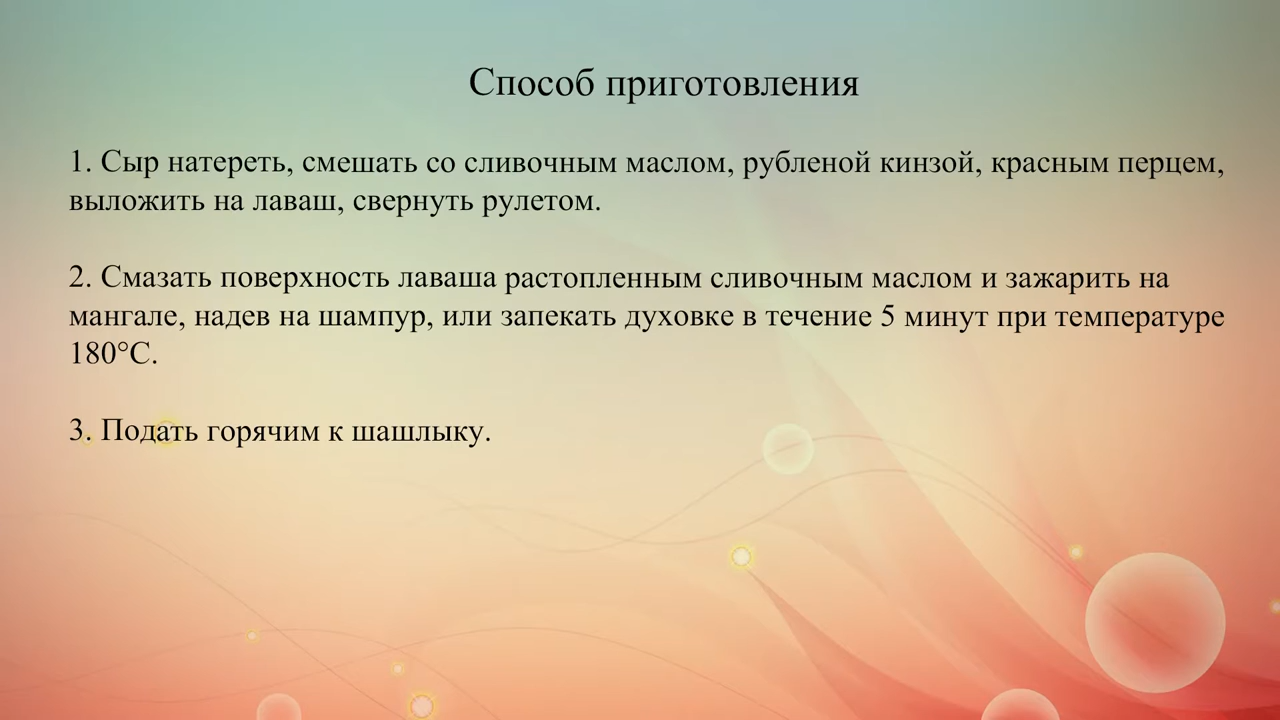 Способ приготовления
1. Сыр натереть, смешать со сливочным маслом, рубленой кинзой, красным перцем,
выложить на лаваш, свернуть рулетом.
2. Смазать поверхность лаваша растопленным сливочным маслом и зажарить на
мангале, надев на шампур, или запекать духовке в течение 5 минут при температуре
180°С.
3. Подать горячим к шашлыку.